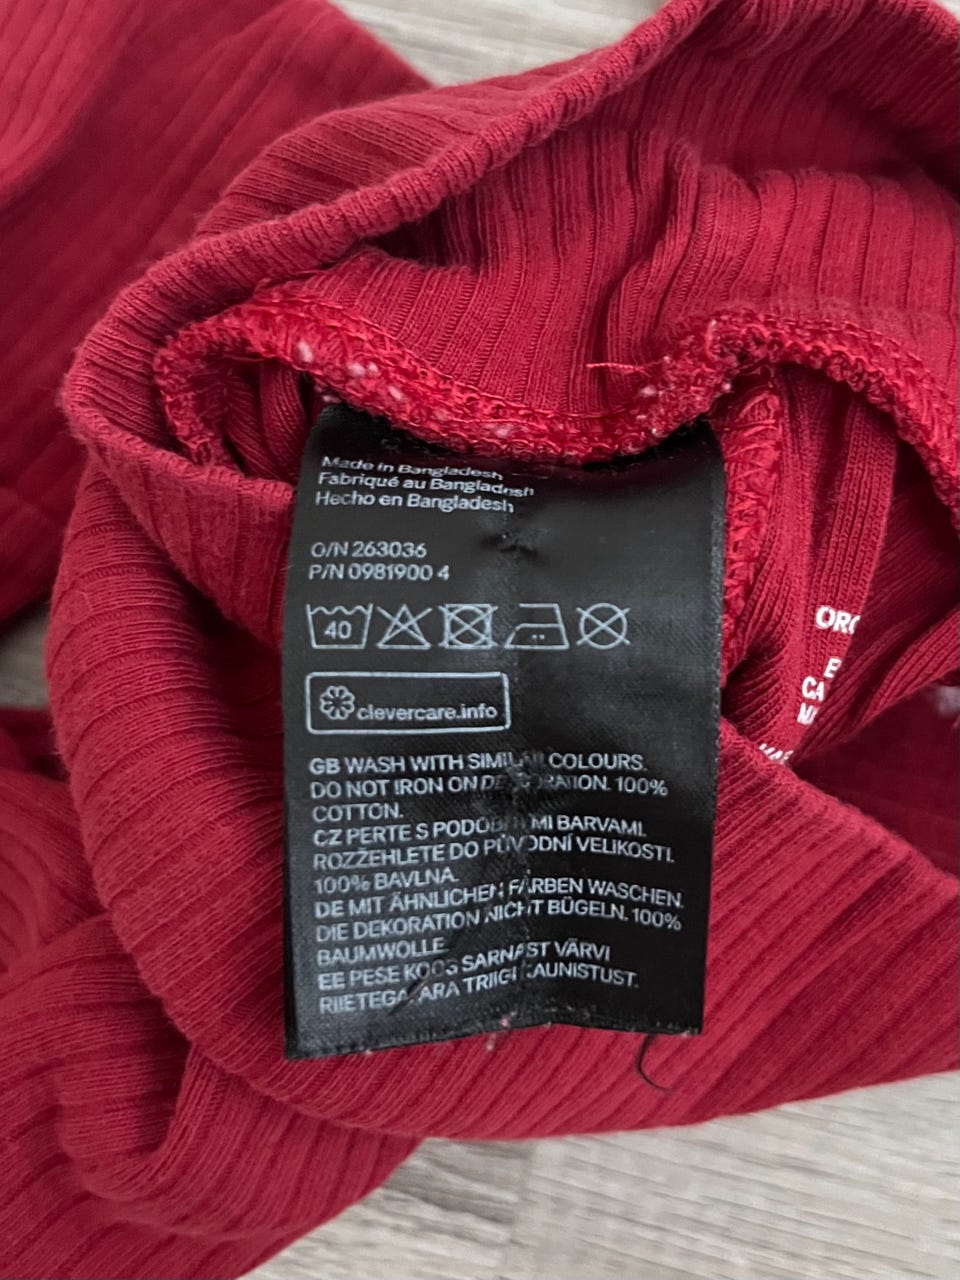 Made in Bangladesh
Fabriqué au Bangladesh
Hecho en Bangladesh
O/N 263036
P/N 0981900 4
40
clevercare.info
GB WASH WITH SIMILAR COLOURS.
DO NOT IRON ON DECORATION. 100%
COTTON.
CZ PERTE S PODOBNÝMI BARVAMI.
ROZŽEHLETE DO PŮVODNÍ VELIKOSTI.
100% BAVLNA.
DE MIT ÄHNLICHEN FARBEN WASCHEN.
DIE DEKORATION NICHT BÜGELN. 100%
BAUMWOLLE.
EE PESE KOOS SARNAST VÄRVI
RIIETEGA. ÄRA TRIIGI KAUNISTUST.
ORG
CA